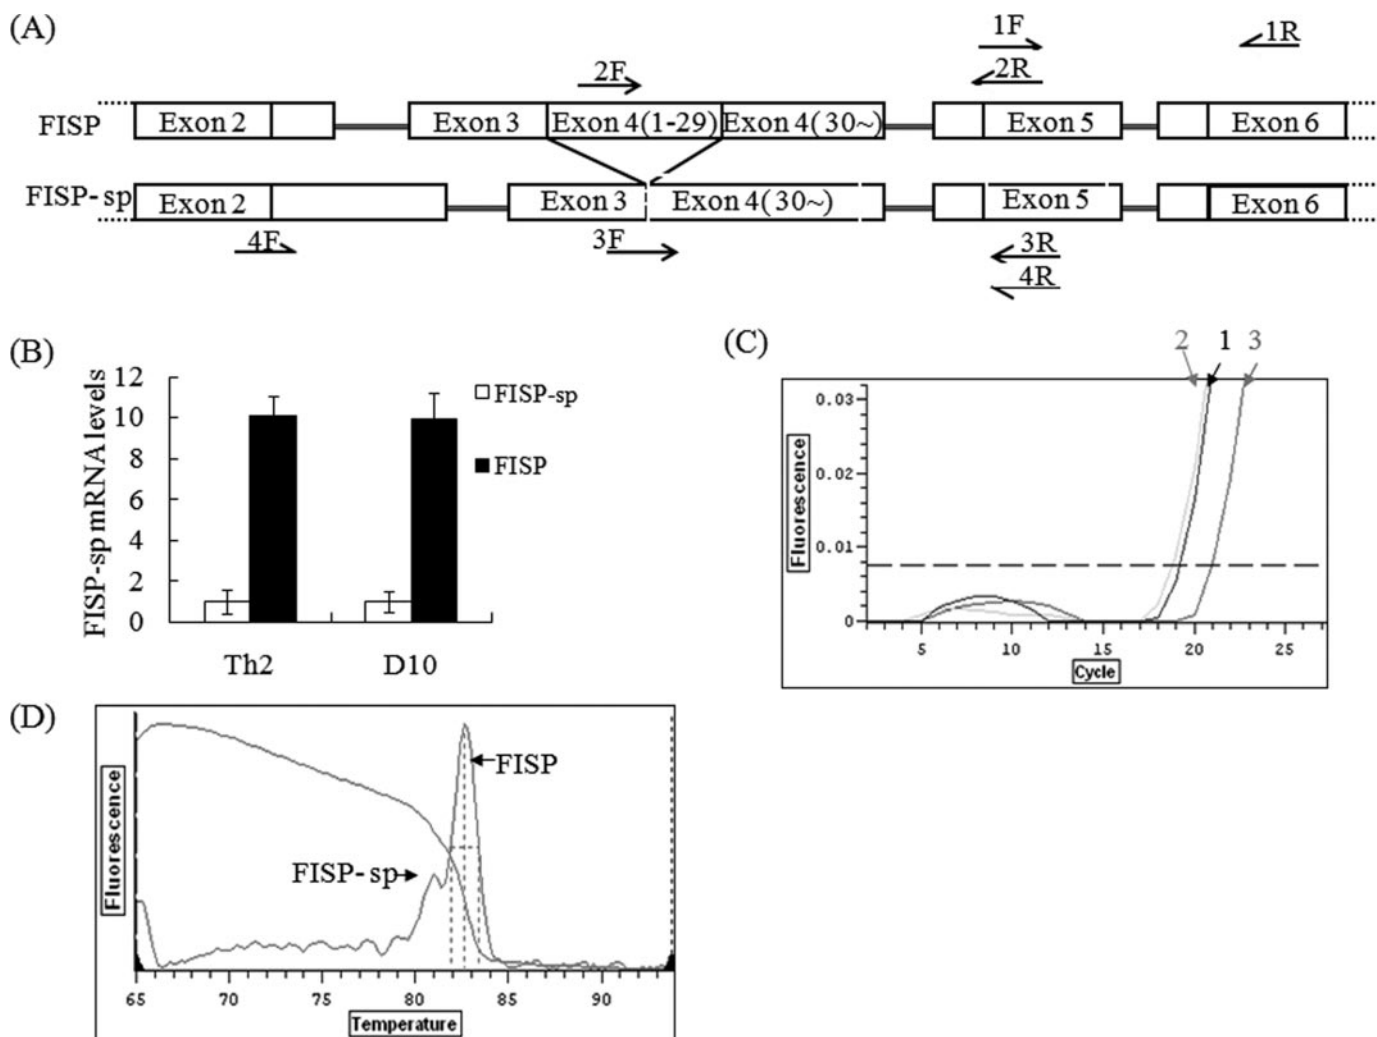 (A)
1F
1R
2F
2R
FISP
Exon 2
Exon 3
Exon 4(1-29)
Exon 4(30~)
Exon 5
Exon 6
FISP-sp
Exon 2
Exon 3
Exon 4(30~)
Exon 5
Exon 6
4F
3F
3R
4R
(B)
FISP-sp mRNA levels
12
10
8
6
4
2
0
Th2
D10
FISP-sp
FISP
(C)
2 1 3
Fluorescence
0.03
0.02
0.01
0
5 10 15 20 25
Cycle
(D)
Fluorescence
FISP
FISP-sp
65 70 75 80 85 90
Temperature